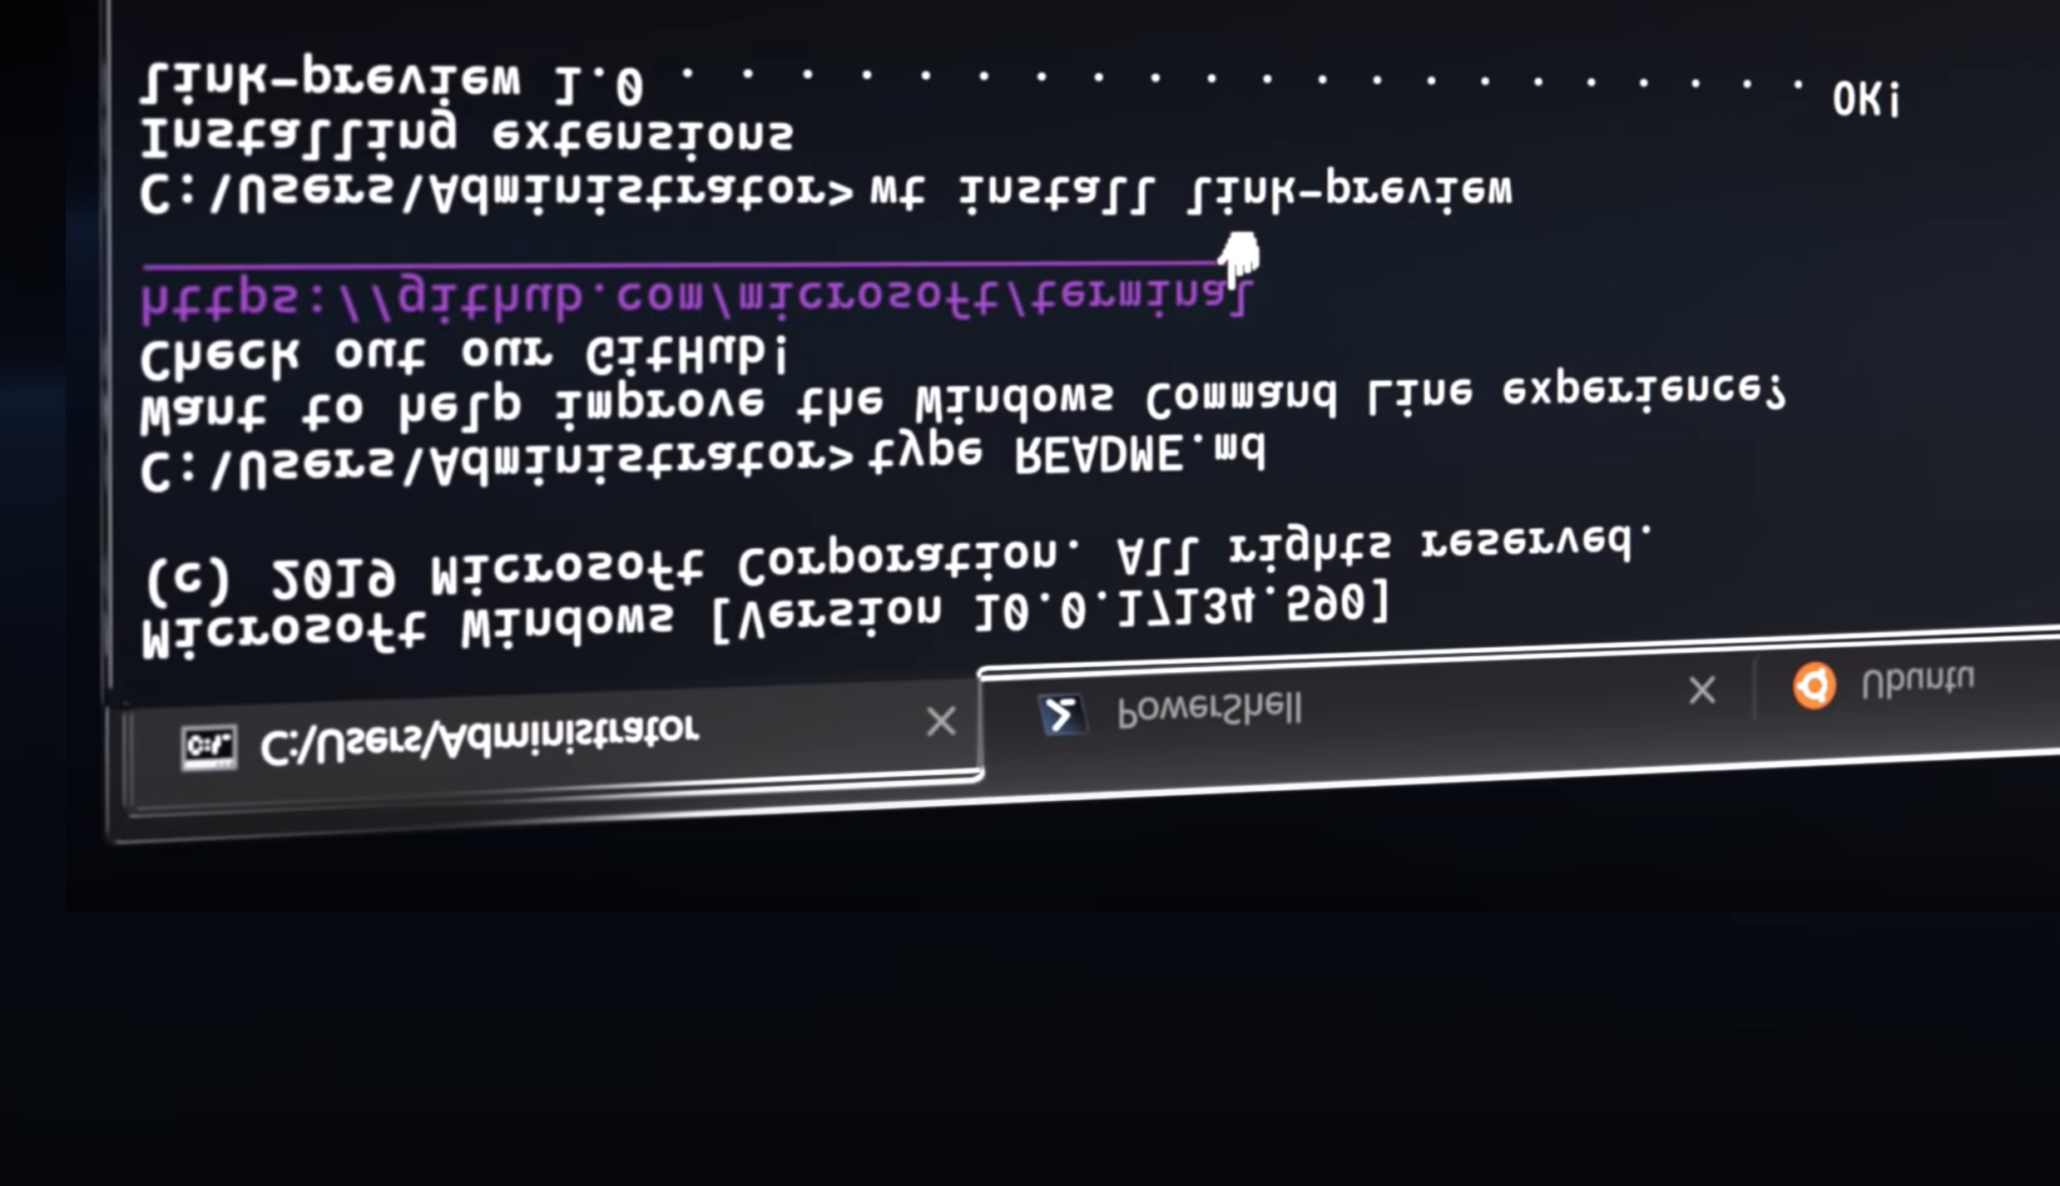 C:/Users/Administrator
PowerShell
Ubuntu
Microsoft Windows [Version 10.0.17134.590]
(c) 2019 Microsoft Corporation. All rights reserved.
C:\Users\Administrator> type README.md
Want to help improve the Windows Command Line experience?
Check out our GitHub!
https://github.com/microsoft/terminal
C:\Users\Administrator> wt install link-preview
Installing extensions
link-preview 1.0 . . . . . . . . . . . . . . . . . . . . . OK!